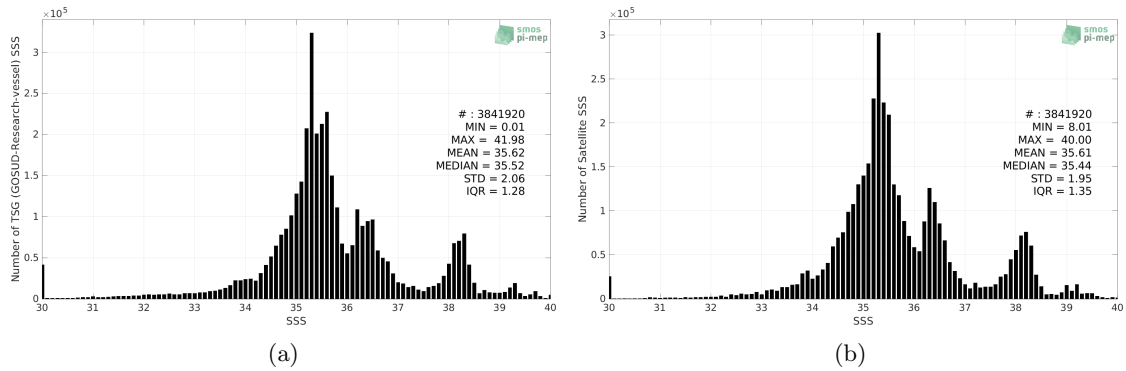 ×10⁵
smos
pi-mep
3
2.5
2
1.5
1
0.5
0
Number of TSG (GOSUD-Research-vessel) SSS
# : 3841920
MIN = 0.01
MAX = 41.98
MEAN = 35.62
MEDIAN = 35.52
STD = 2.06
IQR = 1.28
30 31 32 33 34 35 36 37 38 39 40
SSS
(a)
×10⁵
smos
pi-mep
3
2.5
2
1.5
1
0.5
0
Number of Satellite SSS
# : 3841920
MIN = 8.01
MAX = 40.00
MEAN = 35.61
MEDIAN = 35.44
STD = 1.95
IQR = 1.35
30 31 32 33 34 35 36 37 38 39 40
SSS
(b)